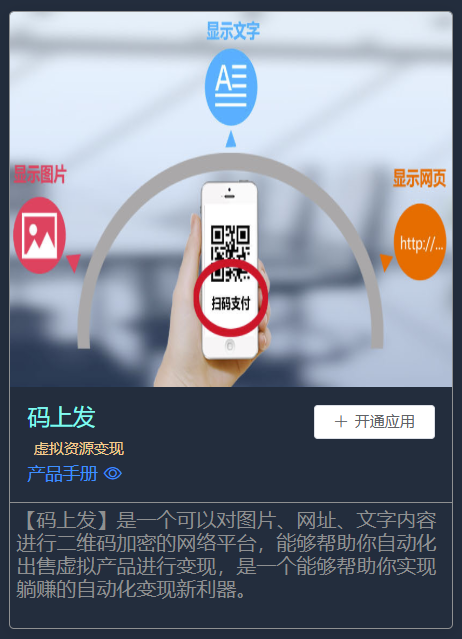 显示文字
A
显示图片
显示网页
http://...
扫码支付
码上发
+ 开通应用
虚拟资源变现
产品手册
【码上发】是一个可以对图片、网址、文字内容
进行二维码加密的网络平台，能够帮助你自动化
出售虚拟产品进行变现，是一个能够帮助你实现
躺赚的自动化变现新利器。